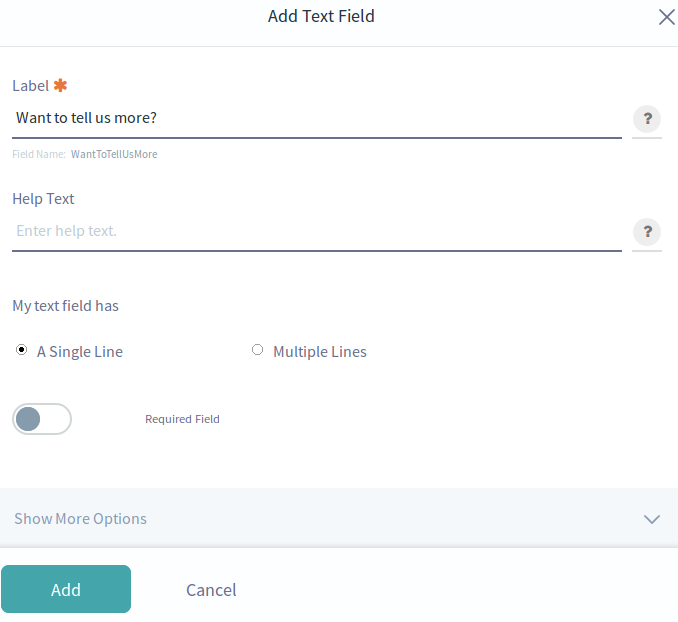 Add Text Field
Label ✱
Want to tell us more?
?
Field Name: WantToTellUsMore
Help Text
Enter help text.
?
My text field has
A Single Line
Multiple Lines
Required Field
Show More Options
Add
Cancel